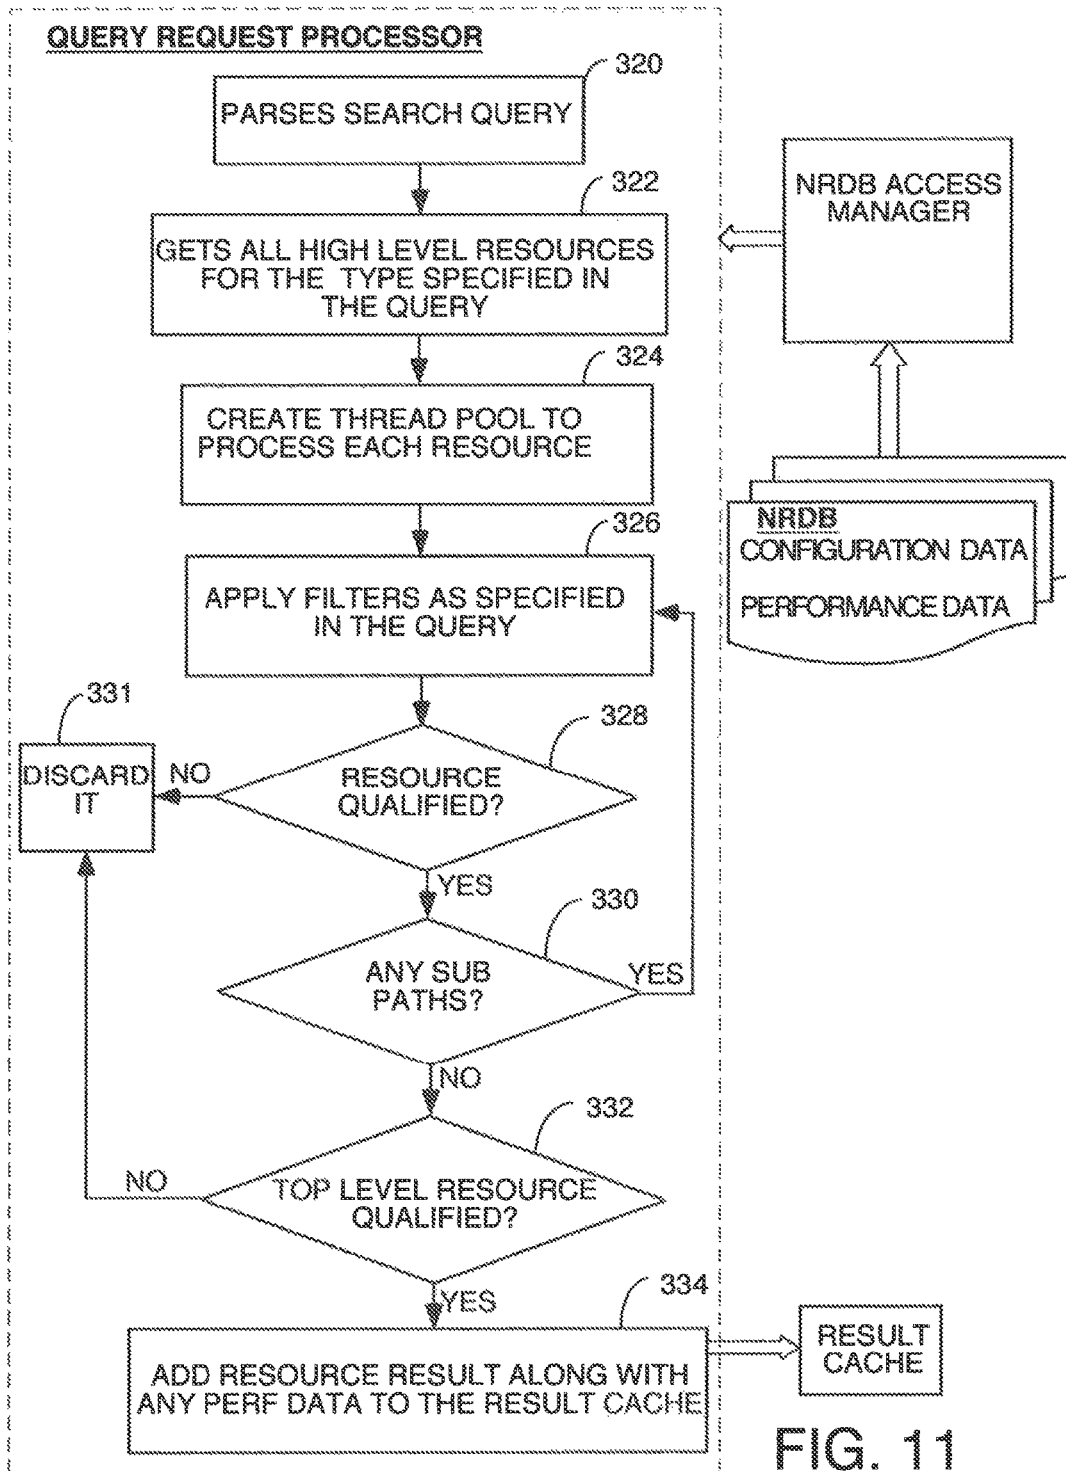 QUERY REQUEST PROCESSOR
320
PARSES SEARCH QUERY
322
GETS ALL HIGH LEVEL RESOURCES
FOR THE TYPE SPECIFIED IN
THE QUERY
NRDB ACCESS
MANAGER
324
CREATE THREAD POOL TO
PROCESS EACH RESOURCE
326
NRDB
CONFIGURATION DATA
PERFORMANCE DATA
APPLY FILTERS AS SPECIFIED
IN THE QUERY
331
328
DISCARD
IT
NO
RESOURCE
QUALIFIED?
YES
330
ANY SUB
PATHS?
YES
NO
332
NO
TOP LEVEL RESOURCE
QUALIFIED?
YES
334
ADD RESOURCE RESULT ALONG WITH
ANY PERF DATA TO THE RESULT CACHE
RESULT
CACHE
FIG. 11